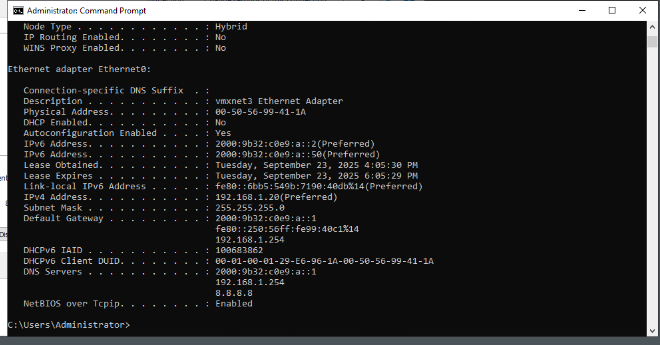 Administrator: Command Prompt
Node Type . . . . . . . . . . . . : Hybrid
IP Routing Enabled. . . . . . . . : No
WINS Proxy Enabled. . . . . . . . : No
Ethernet adapter Ethernet0:
Connection-specific DNS Suffix  . :
Description . . . . . . . . . . . : vmxnet3 Ethernet Adapter
Physical Address. . . . . . . . . : 00-50-56-99-41-1A
DHCP Enabled. . . . . . . . . . . : No
Autoconfiguration Enabled . . . . : Yes
IPv6 Address. . . . . . . . . . . : 2000:9b32:c0e9:a::2(Preferred)
IPv6 Address. . . . . . . . . . . : 2000:9b32:c0e9:a::50(Preferred)
Lease Obtained. . . . . . . . . . : Tuesday, September 23, 2025 4:05:30 PM
Lease Expires . . . . . . . . . . : Tuesday, September 23, 2025 6:05:29 PM
Link-local IPv6 Address . . . . . : fe80::6bb5:549b:7190:40db%14(Preferred)
IPv4 Address. . . . . . . . . . . : 192.168.1.20(Preferred)
Subnet Mask . . . . . . . . . . . : 255.255.255.0
Default Gateway . . . . . . . . . : 2000:9b32:c0e9:a::1
fe80::250:56ff:fe99:40c1%14
192.168.1.254
DHCPv6 IAID . . . . . . . . . . . : 100683862
DHCPv6 Client DUID. . . . . . . . : 00-01-00-01-29-E6-96-1A-00-50-56-99-41-1A
DNS Servers . . . . . . . . . . . : 2000:9b32:c0e9:a::1
192.168.1.254
8.8.8.8
NetBIOS over Tcpip. . . . . . . . : Enabled
C:\Users\Administrator>